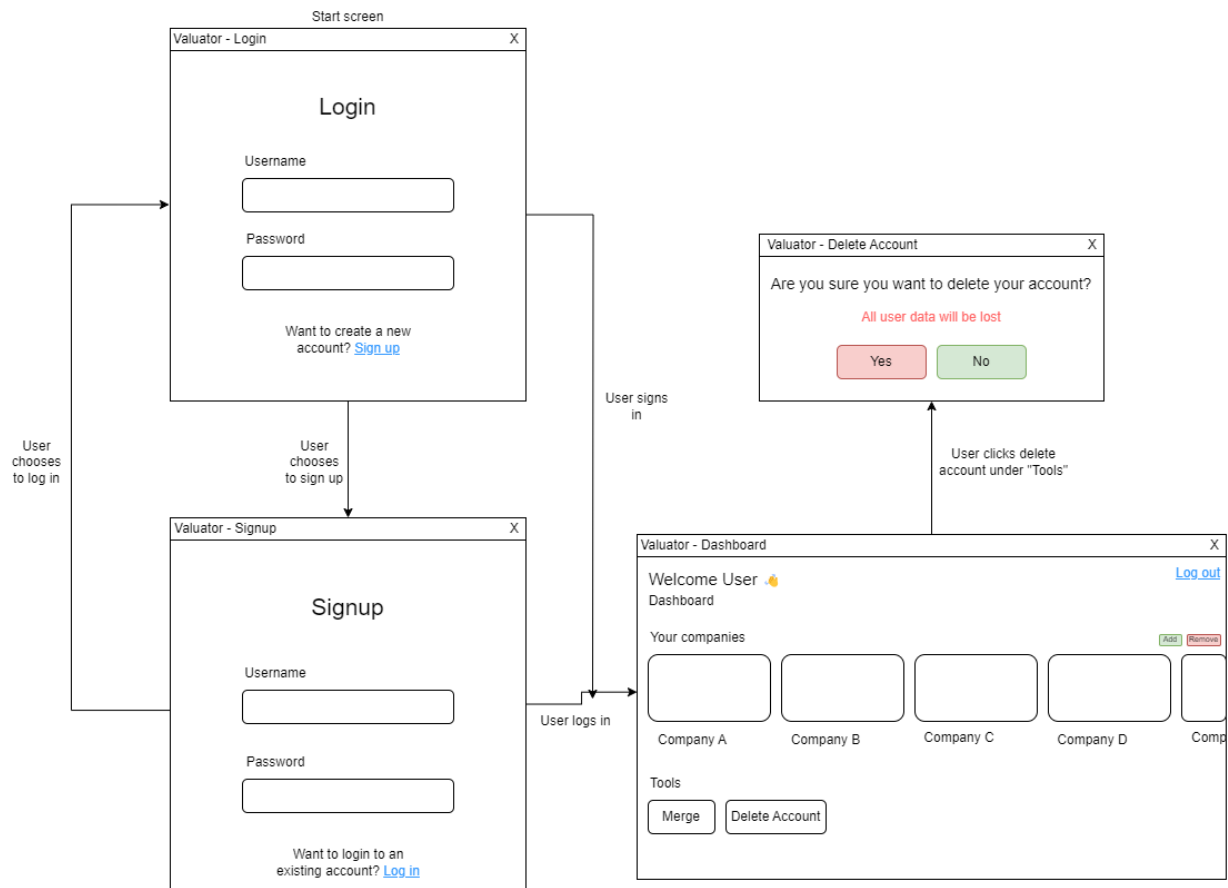 Start screen
Valuator - Login X
Login
Username
Password
Want to create a new
account? Sign up
User
chooses
to log in
User
chooses
to sign up
User signs
in
Valuator - Delete Account X
Are you sure you want to delete your account?
All user data will be lost
Yes No
User clicks delete
account under "Tools"
Valuator - Signup X
Signup
Username
Password
Want to login to an
existing account? Log in
User logs in
Valuator - Dashboard X
Welcome User 👋
Log out
Dashboard
Your companies
Add Remove
Company A Company B Company C Company D Comp
Tools
Merge Delete Account